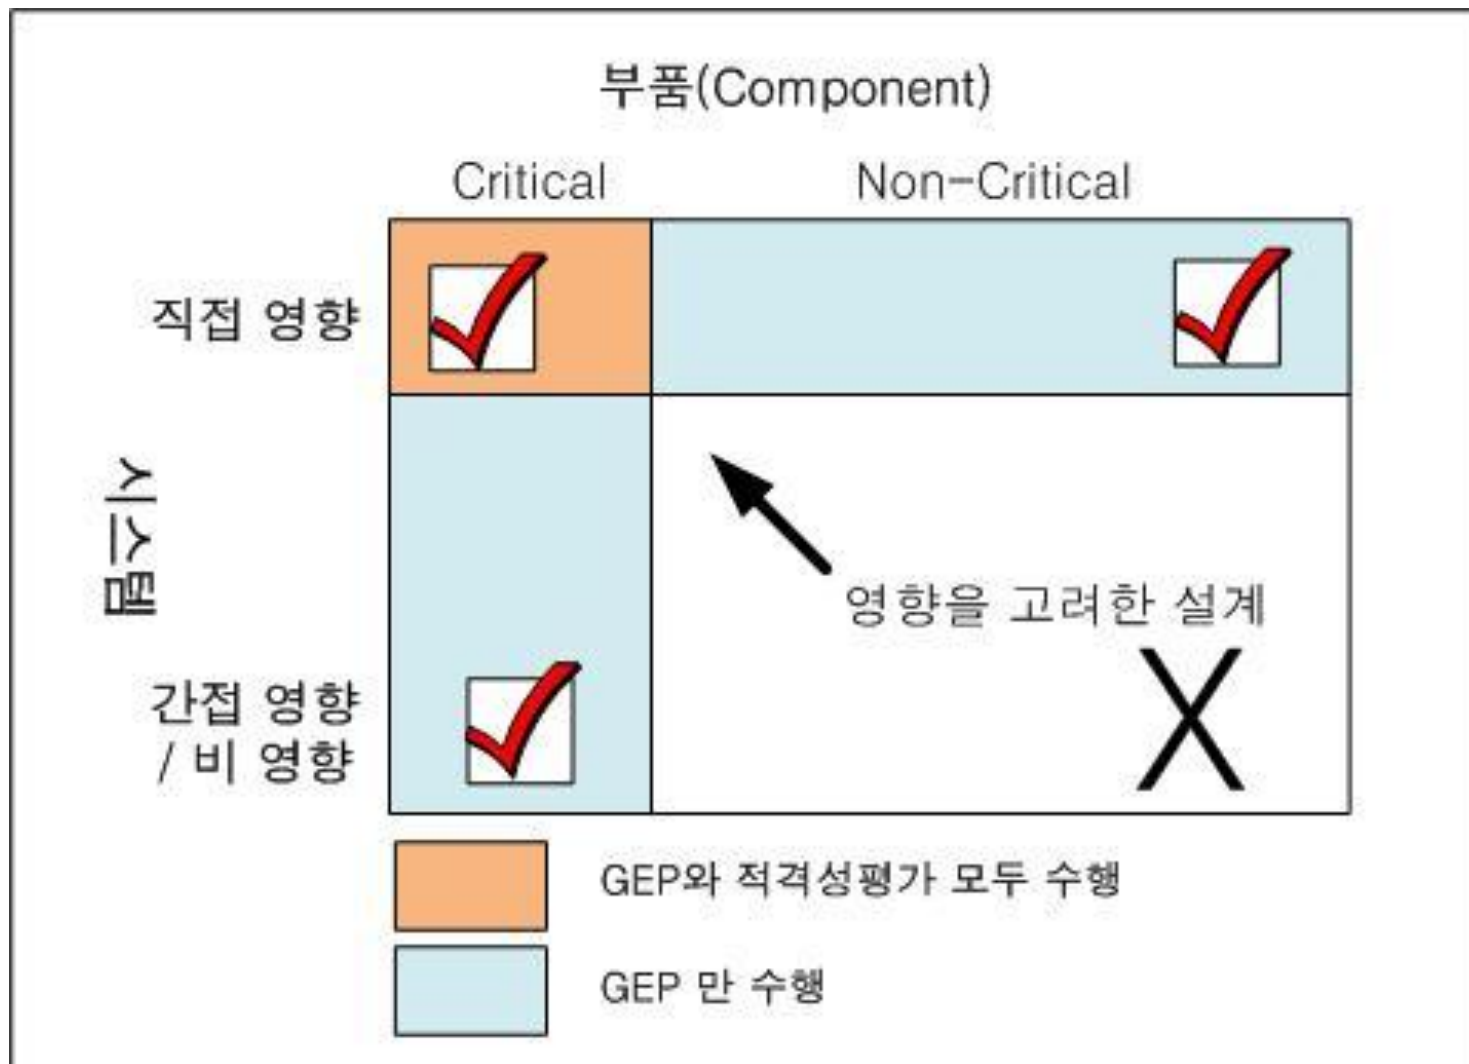 부품(Component)
Critical
Non-Critical
직접 영향
시스템
영향을 고려한 설계
간접 영향
/ 비 영향
GEP와 적격성평가 모두 수행
GEP 만 수행